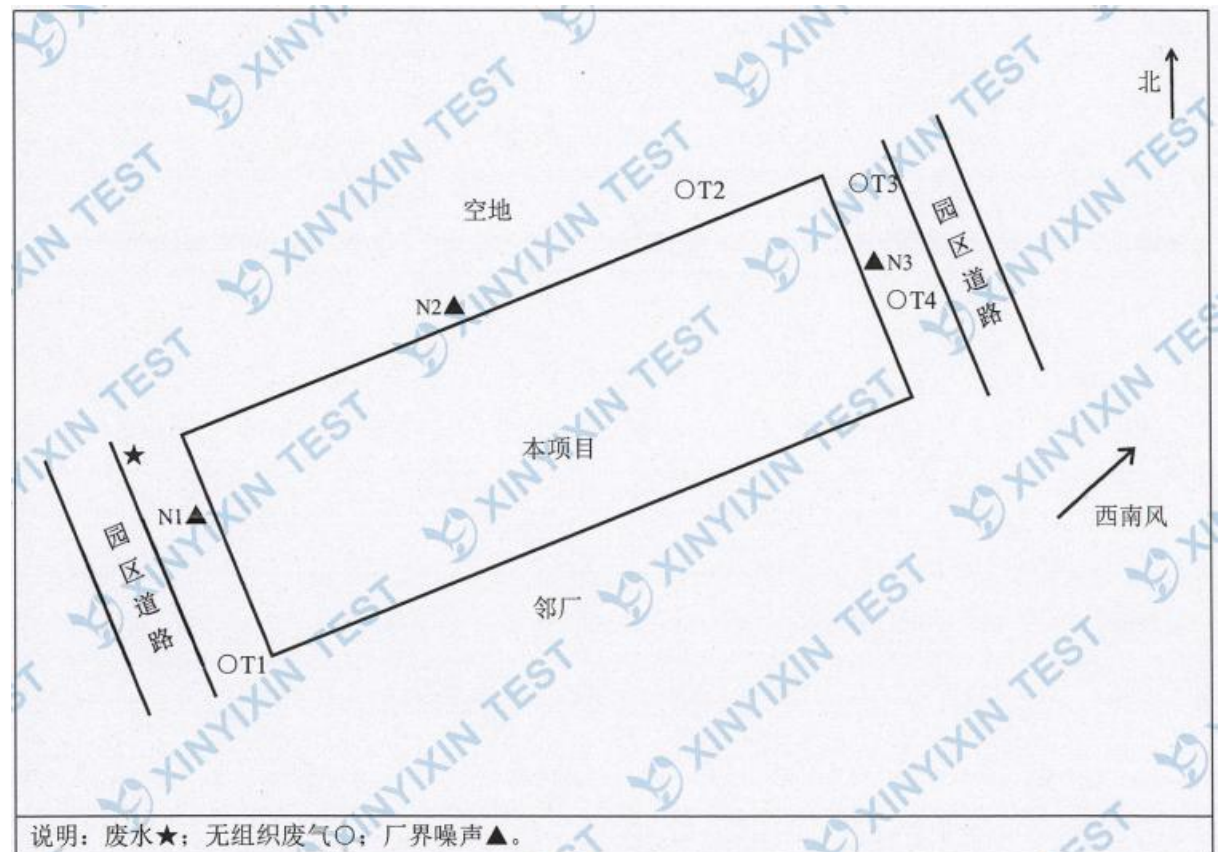 北
空地
○T2
○T3
园区道路
▲N3
○T4
N2▲
本项目
★
N1▲
园区道路
西南风
邻厂
○T1
说明：废水★；无组织废气○；厂界噪声▲。
XINYIXIN TEST